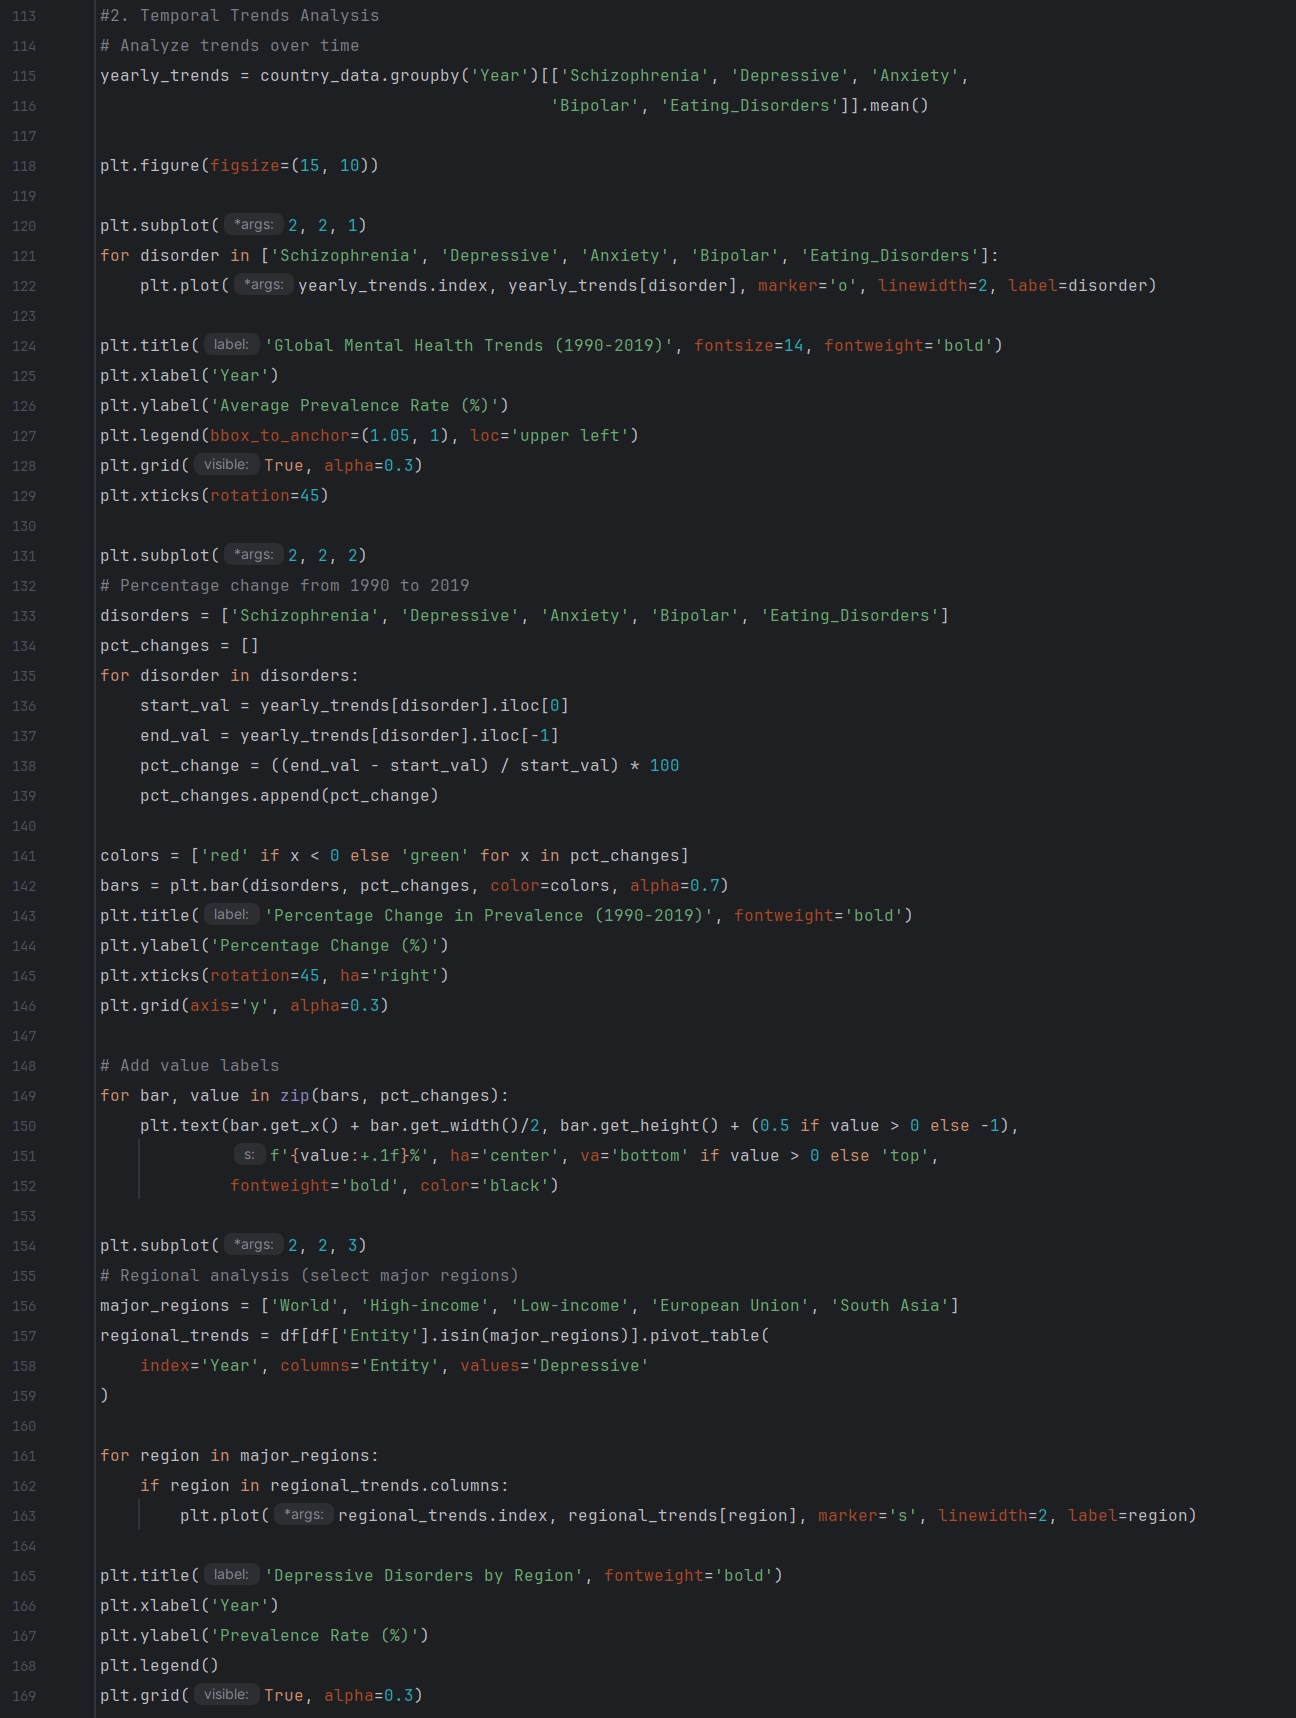 113 #2. Temporal Trends Analysis
114 # Analyze trends over time
115 yearly_trends = country_data.groupby('Year')[['Schizophrenia', 'Depressive', 'Anxiety',
116                                              'Bipolar', 'Eating_Disorders']].mean()
117
118 plt.figure(figsize=(15, 10))
119
120 plt.subplot( *args: 2, 2, 1)
121 for disorder in ['Schizophrenia', 'Depressive', 'Anxiety', 'Bipolar', 'Eating_Disorders']:
122     plt.plot( *args: yearly_trends.index, yearly_trends[disorder], marker='o', linewidth=2, label=disorder)
123
124 plt.title( label: 'Global Mental Health Trends (1990-2019)', fontsize=14, fontweight='bold')
125 plt.xlabel('Year')
126 plt.ylabel('Average Prevalence Rate (%)')
127 plt.legend(bbox_to_anchor=(1.05, 1), loc='upper left')
128 plt.grid( visible: True, alpha=0.3)
129 plt.xticks(rotation=45)
130
131 plt.subplot( *args: 2, 2, 2)
132 # Percentage change from 1990 to 2019
133 disorders = ['Schizophrenia', 'Depressive', 'Anxiety', 'Bipolar', 'Eating_Disorders']
134 pct_changes = []
135 for disorder in disorders:
136     start_val = yearly_trends[disorder].iloc[0]
137     end_val = yearly_trends[disorder].iloc[-1]
138     pct_change = ((end_val - start_val) / start_val) * 100
139     pct_changes.append(pct_change)
140
141 colors = ['red' if x < 0 else 'green' for x in pct_changes]
142 bars = plt.bar(disorders, pct_changes, color=colors, alpha=0.7)
143 plt.title( label: 'Percentage Change in Prevalence (1990-2019)', fontweight='bold')
144 plt.ylabel('Percentage Change (%)')
145 plt.xticks(rotation=45, ha='right')
146 plt.grid(axis='y', alpha=0.3)
147
148 # Add value labels
149 for bar, value in zip(bars, pct_changes):
150     plt.text(bar.get_x() + bar.get_width()/2, bar.get_height() + (0.5 if value > 0 else -1),
151              s: f'{value:+.1f}%', ha='center', va='bottom' if value > 0 else 'top',
152              fontweight='bold', color='black')
153
154 plt.subplot( *args: 2, 2, 3)
155 # Regional analysis (select major regions)
156 major_regions = ['World', 'High-income', 'Low-income', 'European Union', 'South Asia']
157 regional_trends = df[df['Entity'].isin(major_regions)].pivot_table(
158     index='Year', columns='Entity', values='Depressive'
159 )
160
161 for region in major_regions:
162     if region in regional_trends.columns:
163         plt.plot( *args: regional_trends.index, regional_trends[region], marker='s', linewidth=2, label=region)
164
165 plt.title( label: 'Depressive Disorders by Region', fontweight='bold')
166 plt.xlabel('Year')
167 plt.ylabel('Prevalence Rate (%)')
168 plt.legend()
169 plt.grid( visible: True, alpha=0.3)